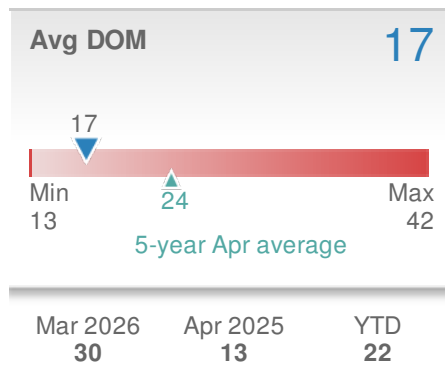 Avg DOM 17
17
Min Max
13 24 42
5-year Apr average
Mar 2026 Apr 2025 YTD
30 13 22